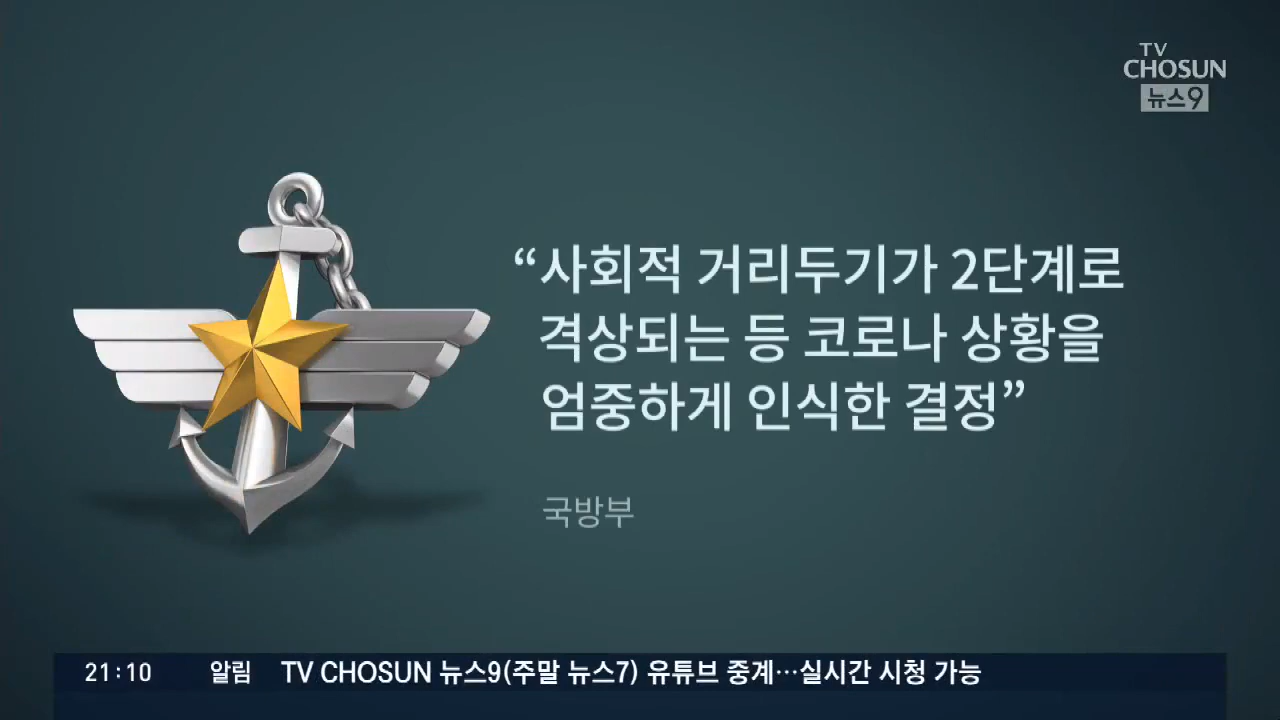 TV
CHOSUN
뉴스9
“사회적 거리두기가 2단계로
격상되는 등 코로나 상황을
엄중하게 인식한 결정”
국방부
21:10 알림 TV CHOSUN 뉴스9(주말 뉴스7) 유튜브 중계…실시간 시청 가능